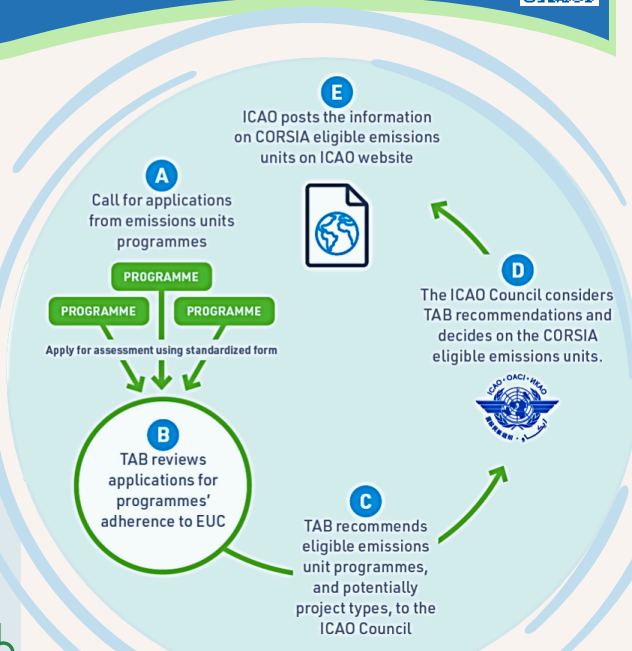 A
Call for applications
from emissions units
programmes
PROGRAMME
PROGRAMME
PROGRAMME
Apply for assessment using standardized form
B
TAB reviews
applications for
programmes'
adherence to EUC
C
TAB recommends
eligible emissions
unit programmes,
and potentially
project types, to the
ICAO Council
D
The ICAO Council considers
TAB recommendations and
decides on the CORSIA
eligible emissions units.
ICAO · OACI · ИКАО
E
ICAO posts the information
on CORSIA eligible emissions
units on ICAO website